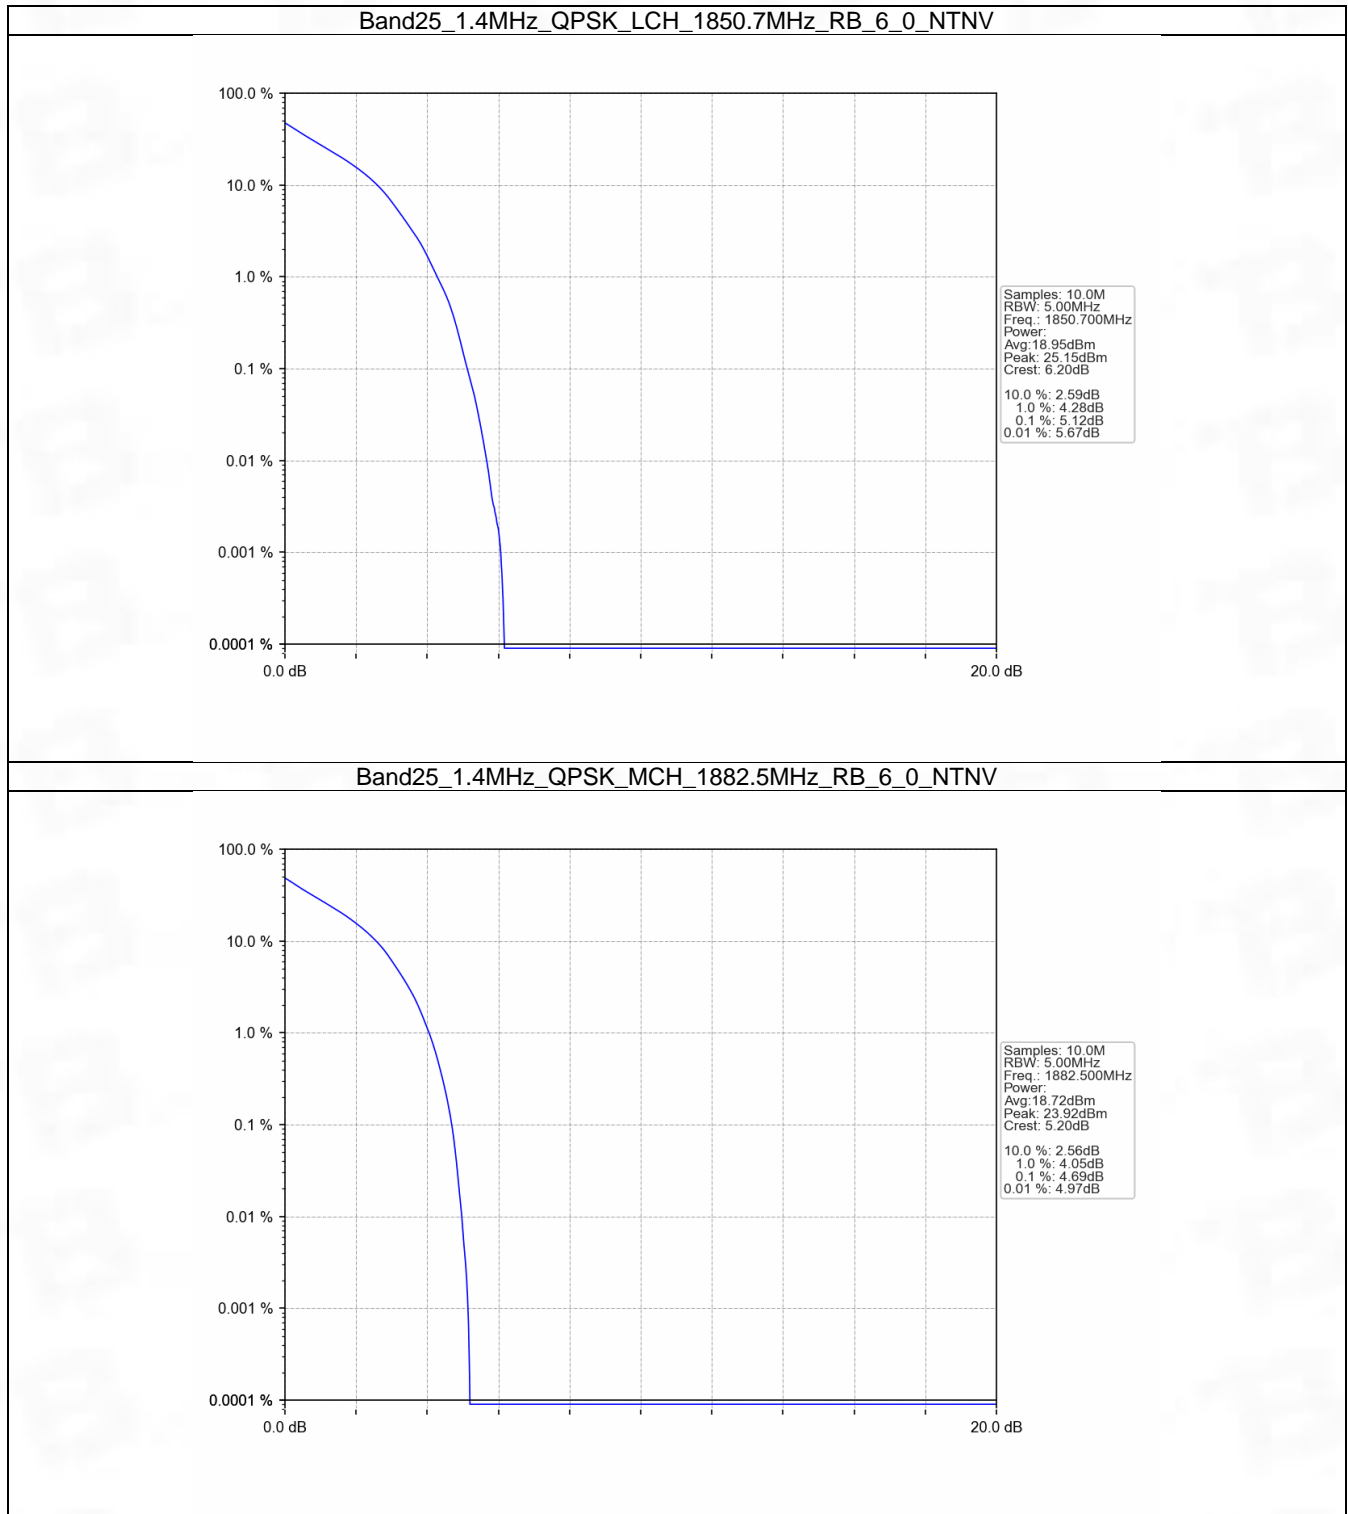 Band25_1.4MHz_QPSK_LCH_1850.7MHz_RB_6_0_NTNV
100.0 %
10.0 %
1.0 %
0.1 %
0.01 %
0.001 %
0.0001 %
0.0 dB
20.0 dB
Samples: 10.0M
RBW: 5.00MHz
Freq.: 1850.700MHz
Power:
Avg:18.95dBm
Peak: 25.15dBm
Crest: 6.20dB
10.0 %: 2.59dB
1.0 %: 4.28dB
0.1 %: 5.12dB
0.01 %: 5.67dB
Band25_1.4MHz_QPSK_MCH_1882.5MHz_RB_6_0_NTNV
100.0 %
10.0 %
1.0 %
0.1 %
0.01 %
0.001 %
0.0001 %
0.0 dB
20.0 dB
Samples: 10.0M
RBW: 5.00MHz
Freq.: 1882.500MHz
Power:
Avg:18.72dBm
Peak: 23.92dBm
Crest: 5.20dB
10.0 %: 2.56dB
1.0 %: 4.05dB
0.1 %: 4.69dB
0.01 %: 4.97dB